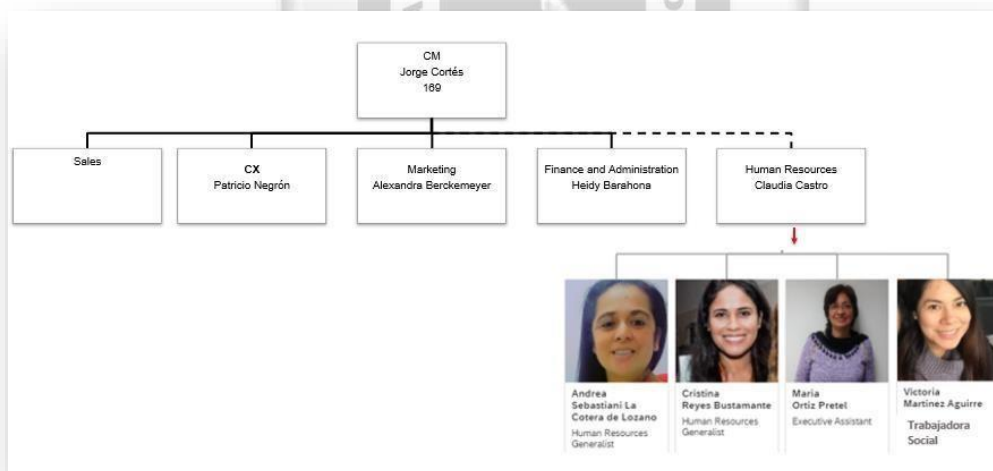 CM
Jorge Cortés
169
Sales
CX
Patricio Negrón
Marketing
Alexandra Berckemeyer
Finance and Administration
Heidy Barahona
Human Resources
Claudia Castro
Andrea
Sebastiani La
Cotera de Lozano
Human Resources
Generalist
Cristina
Reyes Bustamante
Human Resources
Generalist
Maria
Ortiz Pretel
Executive Assistant
Victoria
Martinez Aguirre
Trabajadora
Social